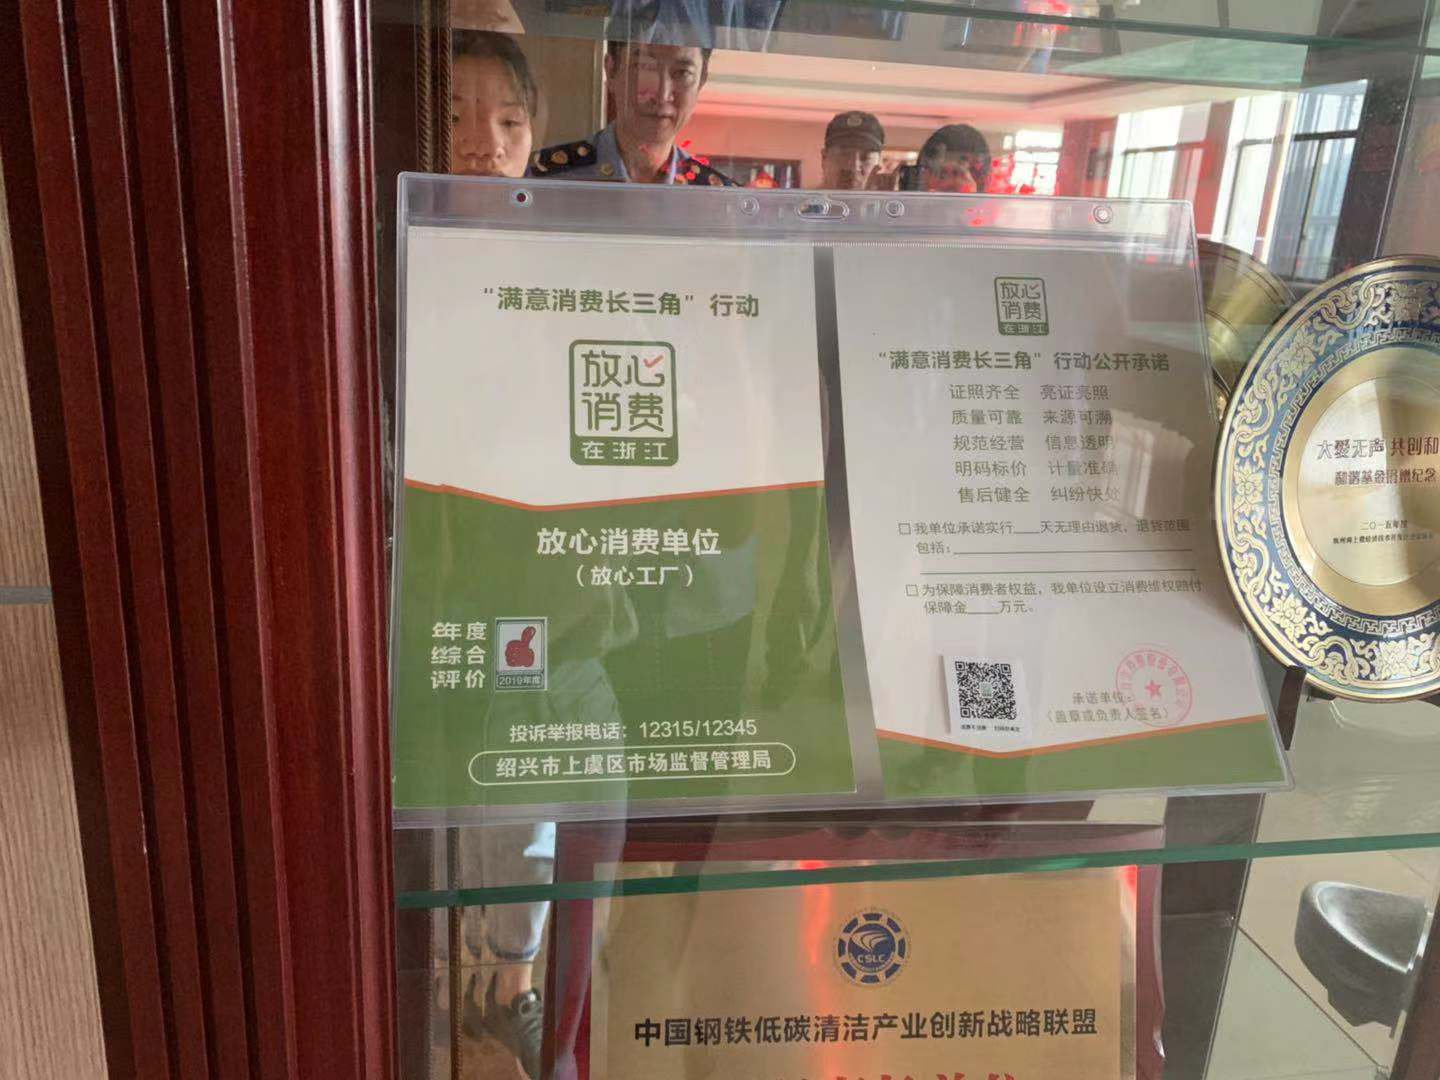 “满意消费长三角”行动
放心
消费
在浙江
放心消费单位
（放心工厂）
年度
综合
评价
2019年度
投诉举报电话：12315/12345
绍兴市上虞区市场监督管理局
放心
消费
在浙江
“满意消费长三角”行动公开承诺
证照齐全 亮证亮照
质量可靠 来源可溯
规范经营 信息透明
明码标价 计量准确
售后健全 纠纷快处
□ 我单位承诺实行____天无理由退货，退货范围
包括：
□ 为保障消费者权益，我单位设立消费维权赔付
保障金____万元。
承诺单位：
（盖章或负责人签名）
大爱无声 共创和
和谐基金捐赠纪念
二〇一五年度
CSLC
中国钢铁低碳清洁产业创新战略联盟